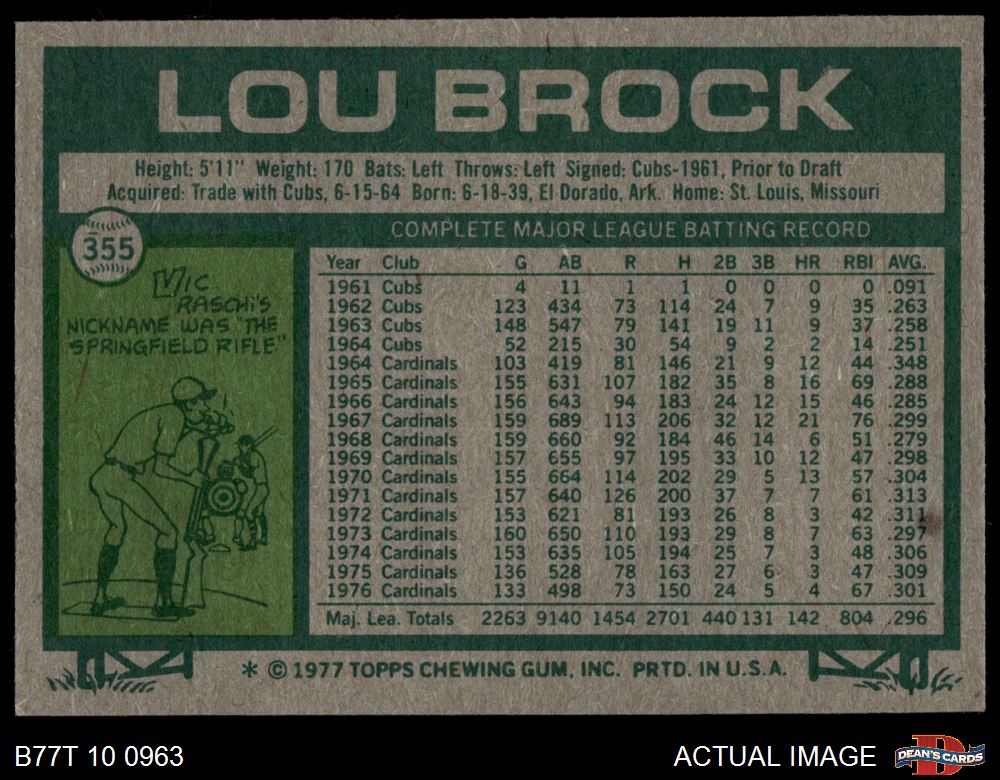 LOU BROCK
Height: 5'11" Weight: 170 Bats: Left Throws: Left Signed: Cubs-1961, Prior to Draft
Acquired: Trade with Cubs, 6-15-64 Born: 6-18-39, El Dorado, Ark. Home: St. Louis, Missouri
355
VIC
RASCHI'S
NICKNAME WAS "THE
SPRINGFIELD RIFLE"
COMPLETE MAJOR LEAGUE BATTING RECORD
Year Club G AB R H 2B 3B HR RBI AVG.
1961 Cubs 4 11 1 1 0 0 0 0 .091
1962 Cubs 123 434 73 114 24 7 9 35 .263
1963 Cubs 148 547 79 141 19 11 9 37 .258
1964 Cubs 52 215 30 54 9 2 2 14 .251
1964 Cardinals 103 419 81 146 21 9 12 44 .348
1965 Cardinals 155 631 107 182 35 8 16 69 .288
1966 Cardinals 156 643 94 183 24 12 15 46 .285
1967 Cardinals 159 689 113 206 32 12 21 76 .299
1968 Cardinals 159 660 92 184 46 14 6 51 .279
1969 Cardinals 157 655 97 195 33 10 12 47 .298
1970 Cardinals 155 664 114 202 29 5 13 57 .304
1971 Cardinals 157 640 126 200 37 7 7 61 .313
1972 Cardinals 153 621 81 193 26 8 3 42 .311
1973 Cardinals 160 650 110 193 29 8 7 63 .297
1974 Cardinals 153 635 105 194 25 7 3 48 .306
1975 Cardinals 136 528 78 163 27 6 3 47 .309
1976 Cardinals 133 498 73 150 24 5 4 67 .301
Maj. Lea. Totals 2263 9140 1454 2701 440 131 142 804 .296
* © 1977 TOPPS CHEWING GUM, INC. PRTD. IN U.S.A.
B77T 10 0963
ACTUAL IMAGE
D
DEAN'S CARDS